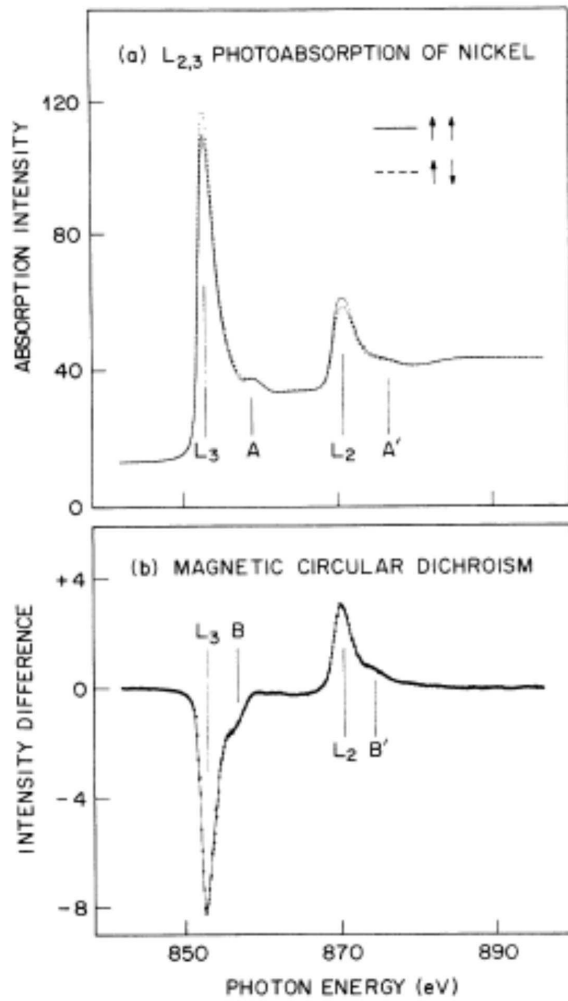 (a) L2,3 PHOTOABSORPTION OF NICKEL
ABSORPTION INTENSITY
120
80
40
0
L3
A
L2
A'
(b) MAGNETIC CIRCULAR DICHROISM
INTENSITY DIFFERENCE
+4
0
-4
-8
L3 B
L2 B'
850 870 890
PHOTON ENERGY (eV)